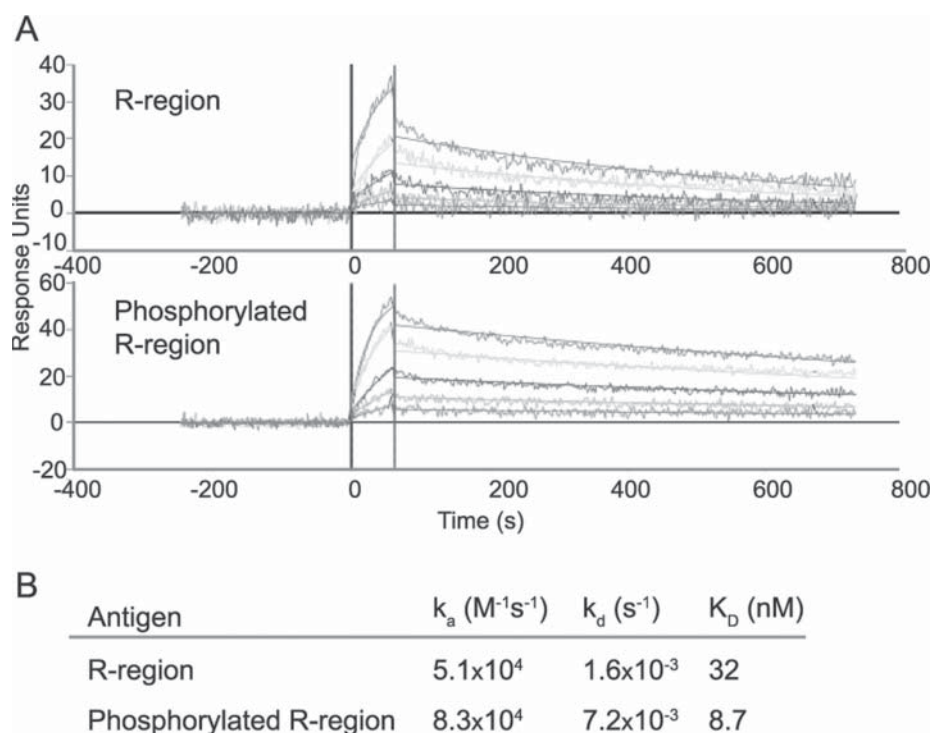 A
40
30
20
10
0
-10
R-region
-400 -200 0 200 400 600 800
Response Units
60
40
20
0
-20
Phosphorylated
R-region
-400 -200 0 200 400 600 800
Time (s)
B
Antigen kₐ (M⁻¹s⁻¹) k_d (s⁻¹) K_D (nM)
R-region 5.1x10⁴ 1.6x10⁻³ 32
Phosphorylated R-region 8.3x10⁴ 7.2x10⁻³ 8.7